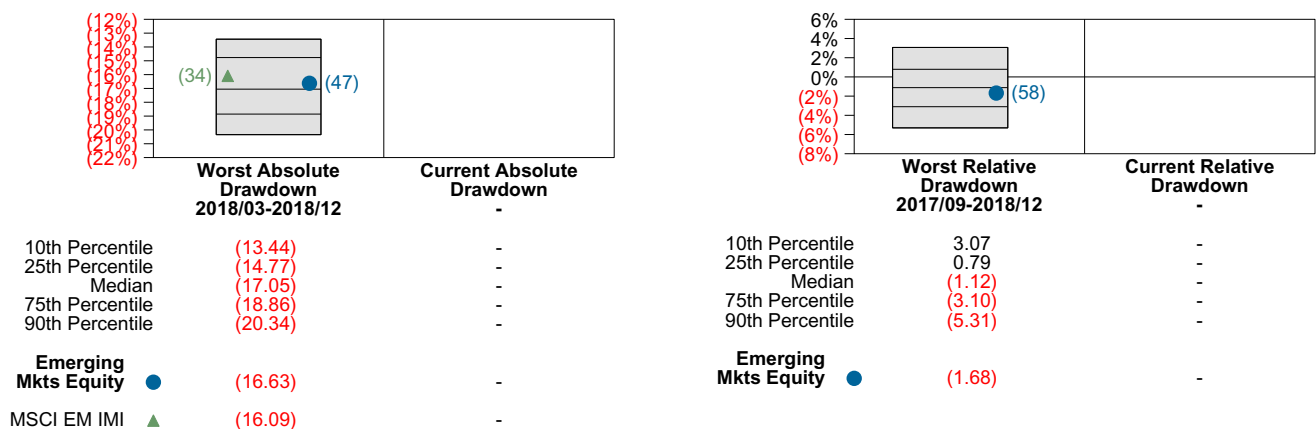 (12%)
(13%)
(14%)
(15%)
(16%)
(17%)
(18%)
(19%)
(20%)
(21%)
(22%)
(34)
(47)
Worst Absolute
Drawdown
2018/03-2018/12
Current Absolute
Drawdown
-
10th Percentile (13.44) -
25th Percentile (14.77) -
Median (17.05) -
75th Percentile (18.86) -
90th Percentile (20.34) -
Emerging
Mkts Equity (16.63) -
MSCI EM IMI (16.09) -
6%
4%
2%
0%
(2%)
(4%)
(6%)
(8%)
(58)
Worst Relative
Drawdown
2017/09-2018/12
Current Relative
Drawdown
-
10th Percentile 3.07 -
25th Percentile 0.79 -
Median (1.12) -
75th Percentile (3.10) -
90th Percentile (5.31) -
Emerging
Mkts Equity (1.68) -